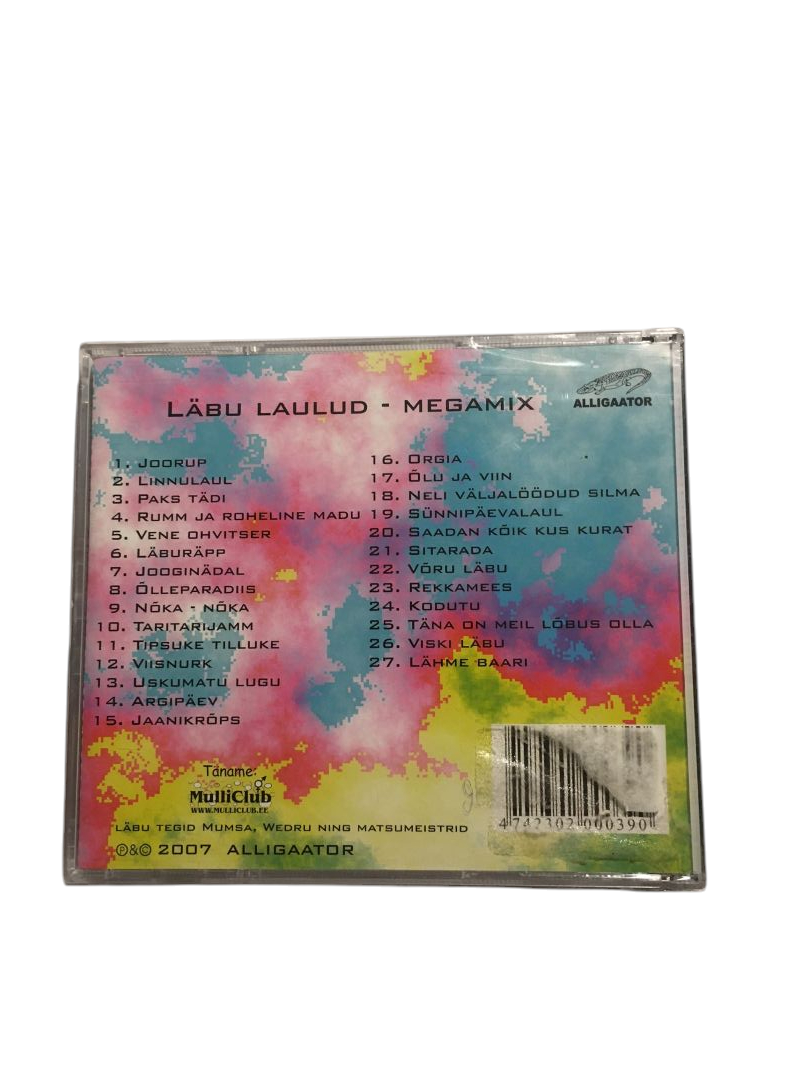 LÄBU LAULUD - MEGAMIX
ALLIGAATOR
1. JOORUP
2. LINNULAUL
3. PAKS TÄDI
4. RUMM JA ROHELINE MADU
5. VENE OHVITSER
6. LÄBURÄPP
7. JOOGINÄDAL
8. ÕLLEPARADIIS
9. NÕKA - NÕKA
10. TARITARIJAMM
11. TIPSUKE TILLUKE
12. VIISNURK
13. USKUMATU LUGU
14. ARGIPÄEV
15. JAANIKRÕPS
16. ORGIA
17. ÕLU JA VIIN
18. NELI VÄLJALÖÖDUD SILMA
19. SÜNNIPÄEVALAUL
20. SAADAN KÕIK KUS KURAT
21. SITARADA
22. VÕRU LÄBU
23. REKKAMEES
24. KODUTU
25. TÄNA ON MEIL LÕBUS OLLA
26. VISKI LÄBU
27. LÄHME BAARI
Täname:
MulliClub
WWW.MULLICLUB.EE
LÄBU TEGID MUMSA, WEDRU NING MATSUMEISTRID
℗&© 2007 ALLIGAATOR
4 742302 000390